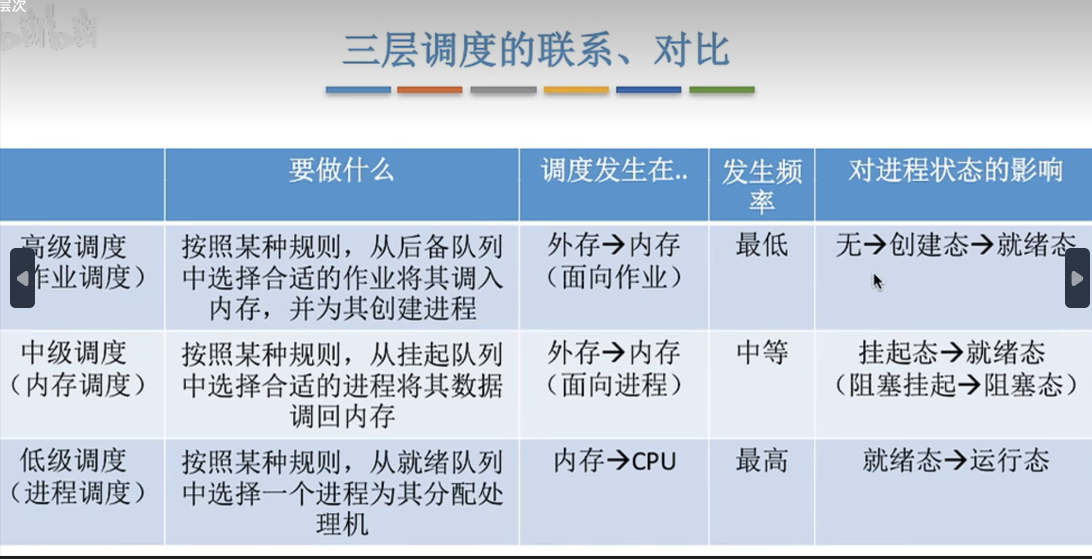 层次
三层调度的联系、对比
要做什么
调度发生在..
发生频
率
对进程状态的影响
高级调度
作业调度）
按照某种规则，从后备队列
中选择合适的作业将其调入
内存，并为其创建进程
外存→内存
（面向作业）
最低
无→创建态→就绪态
中级调度
（内存调度）
按照某种规则，从挂起队列
中选择合适的进程将其数据
调回内存
外存→内存
（面向进程）
中等
挂起态→就绪态
（阻塞挂起→阻塞态）
低级调度
（进程调度）
按照某种规则，从就绪队列
中选择一个进程为其分配处
理机
内存→CPU
最高
就绪态→运行态